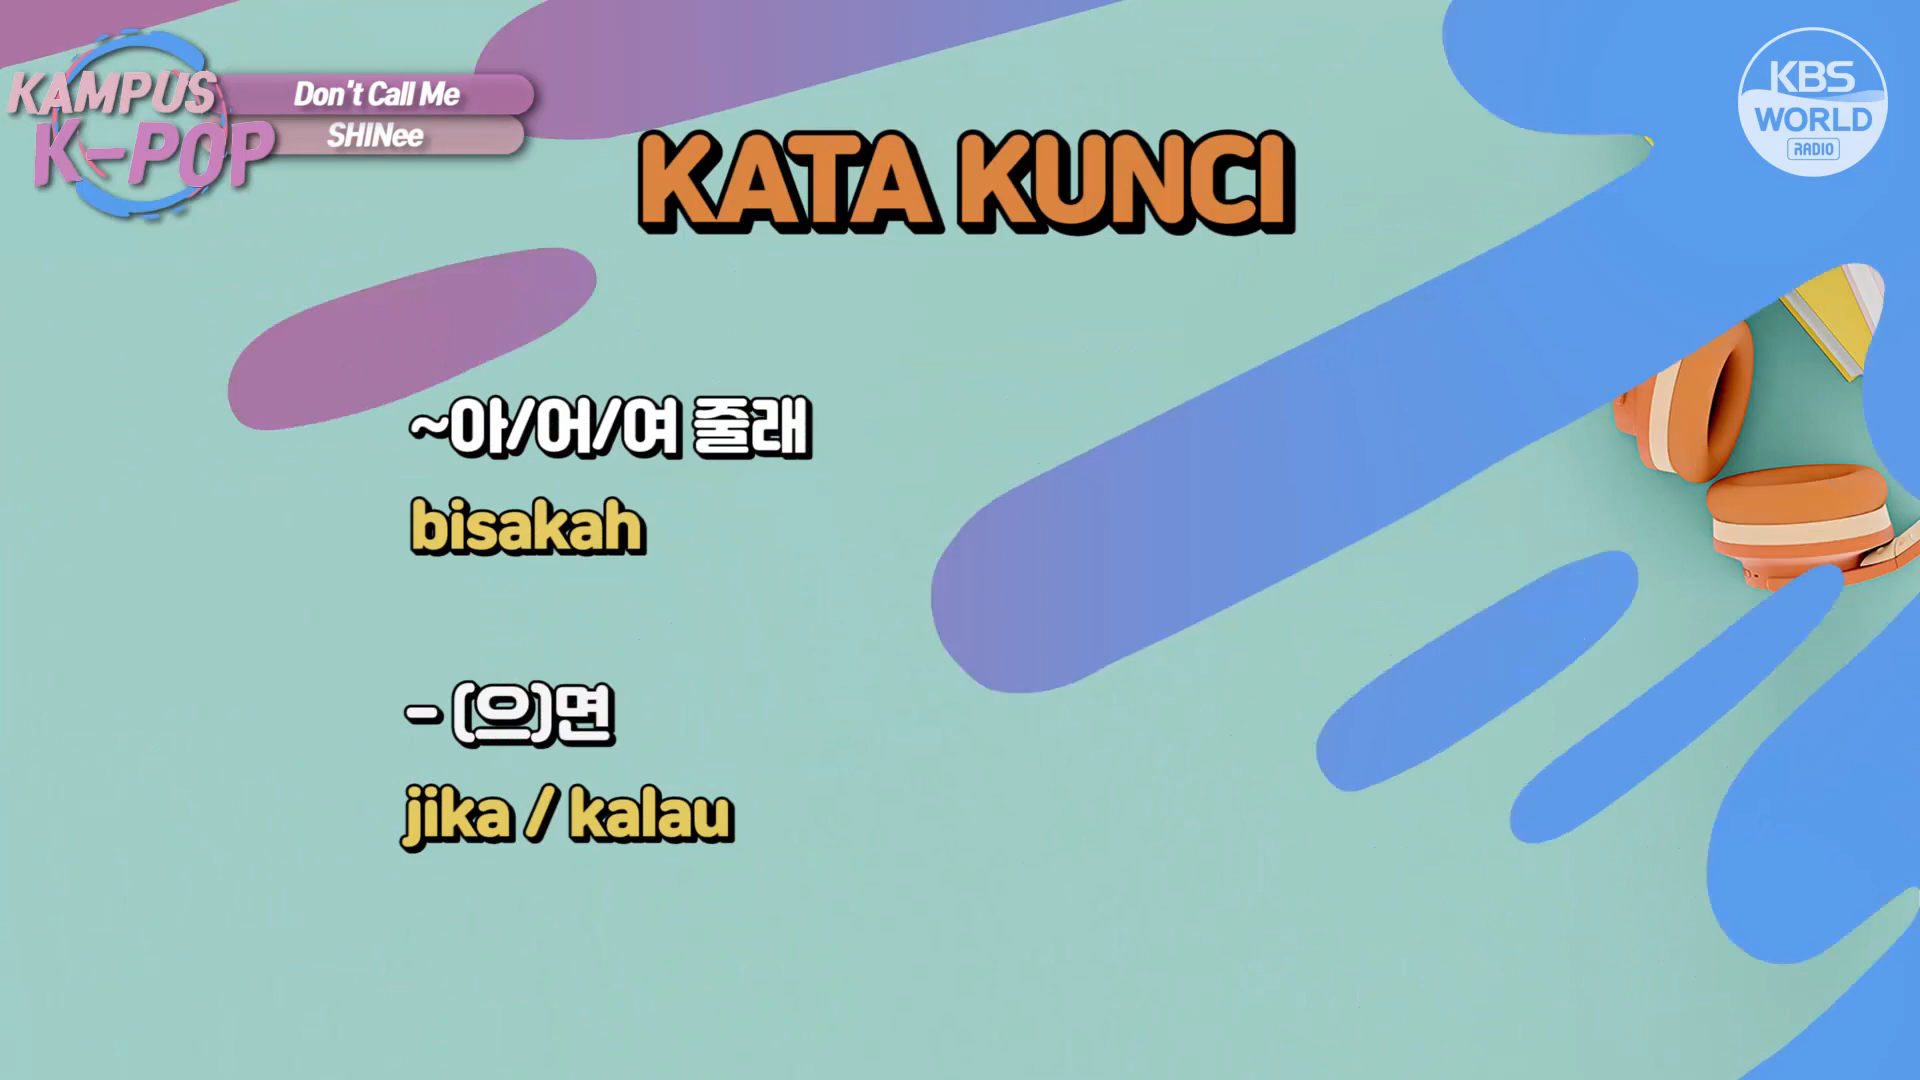 KAMPUS
K-POP
Don't Call Me
SHINee
KBS
WORLD
RADIO
KATA KUNCI
~아/어/여 줄래
bisakah
- (으)면
jika / kalau